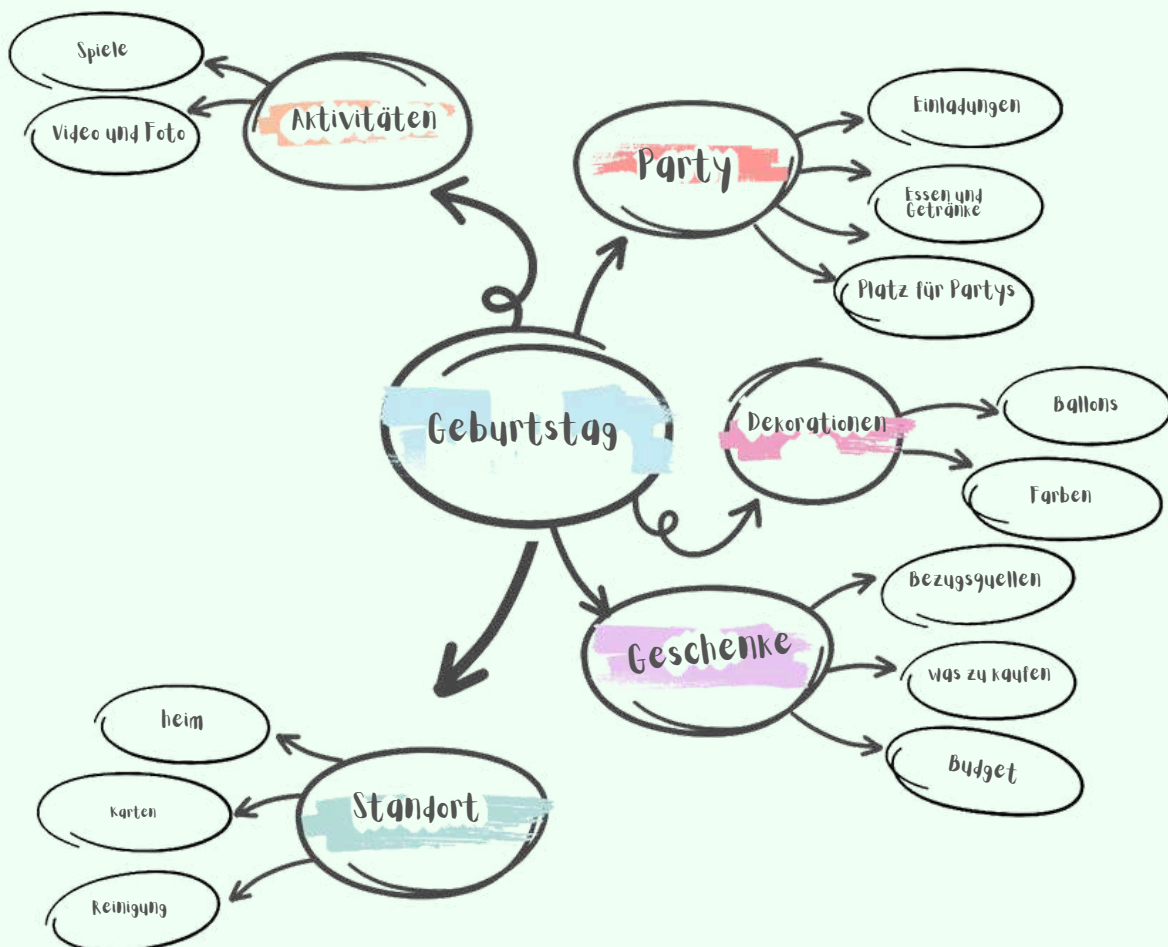 Spiele
Video und Foto
Aktivitäten
Party
Einladungen
Essen und
Getränke
Platz für Partys
Geburtstag
Dekorationen
Ballons
Farben
Geschenke
Bezugsquellen
was zu kaufen
Budget
Standort
heim
Karten
Reinigung